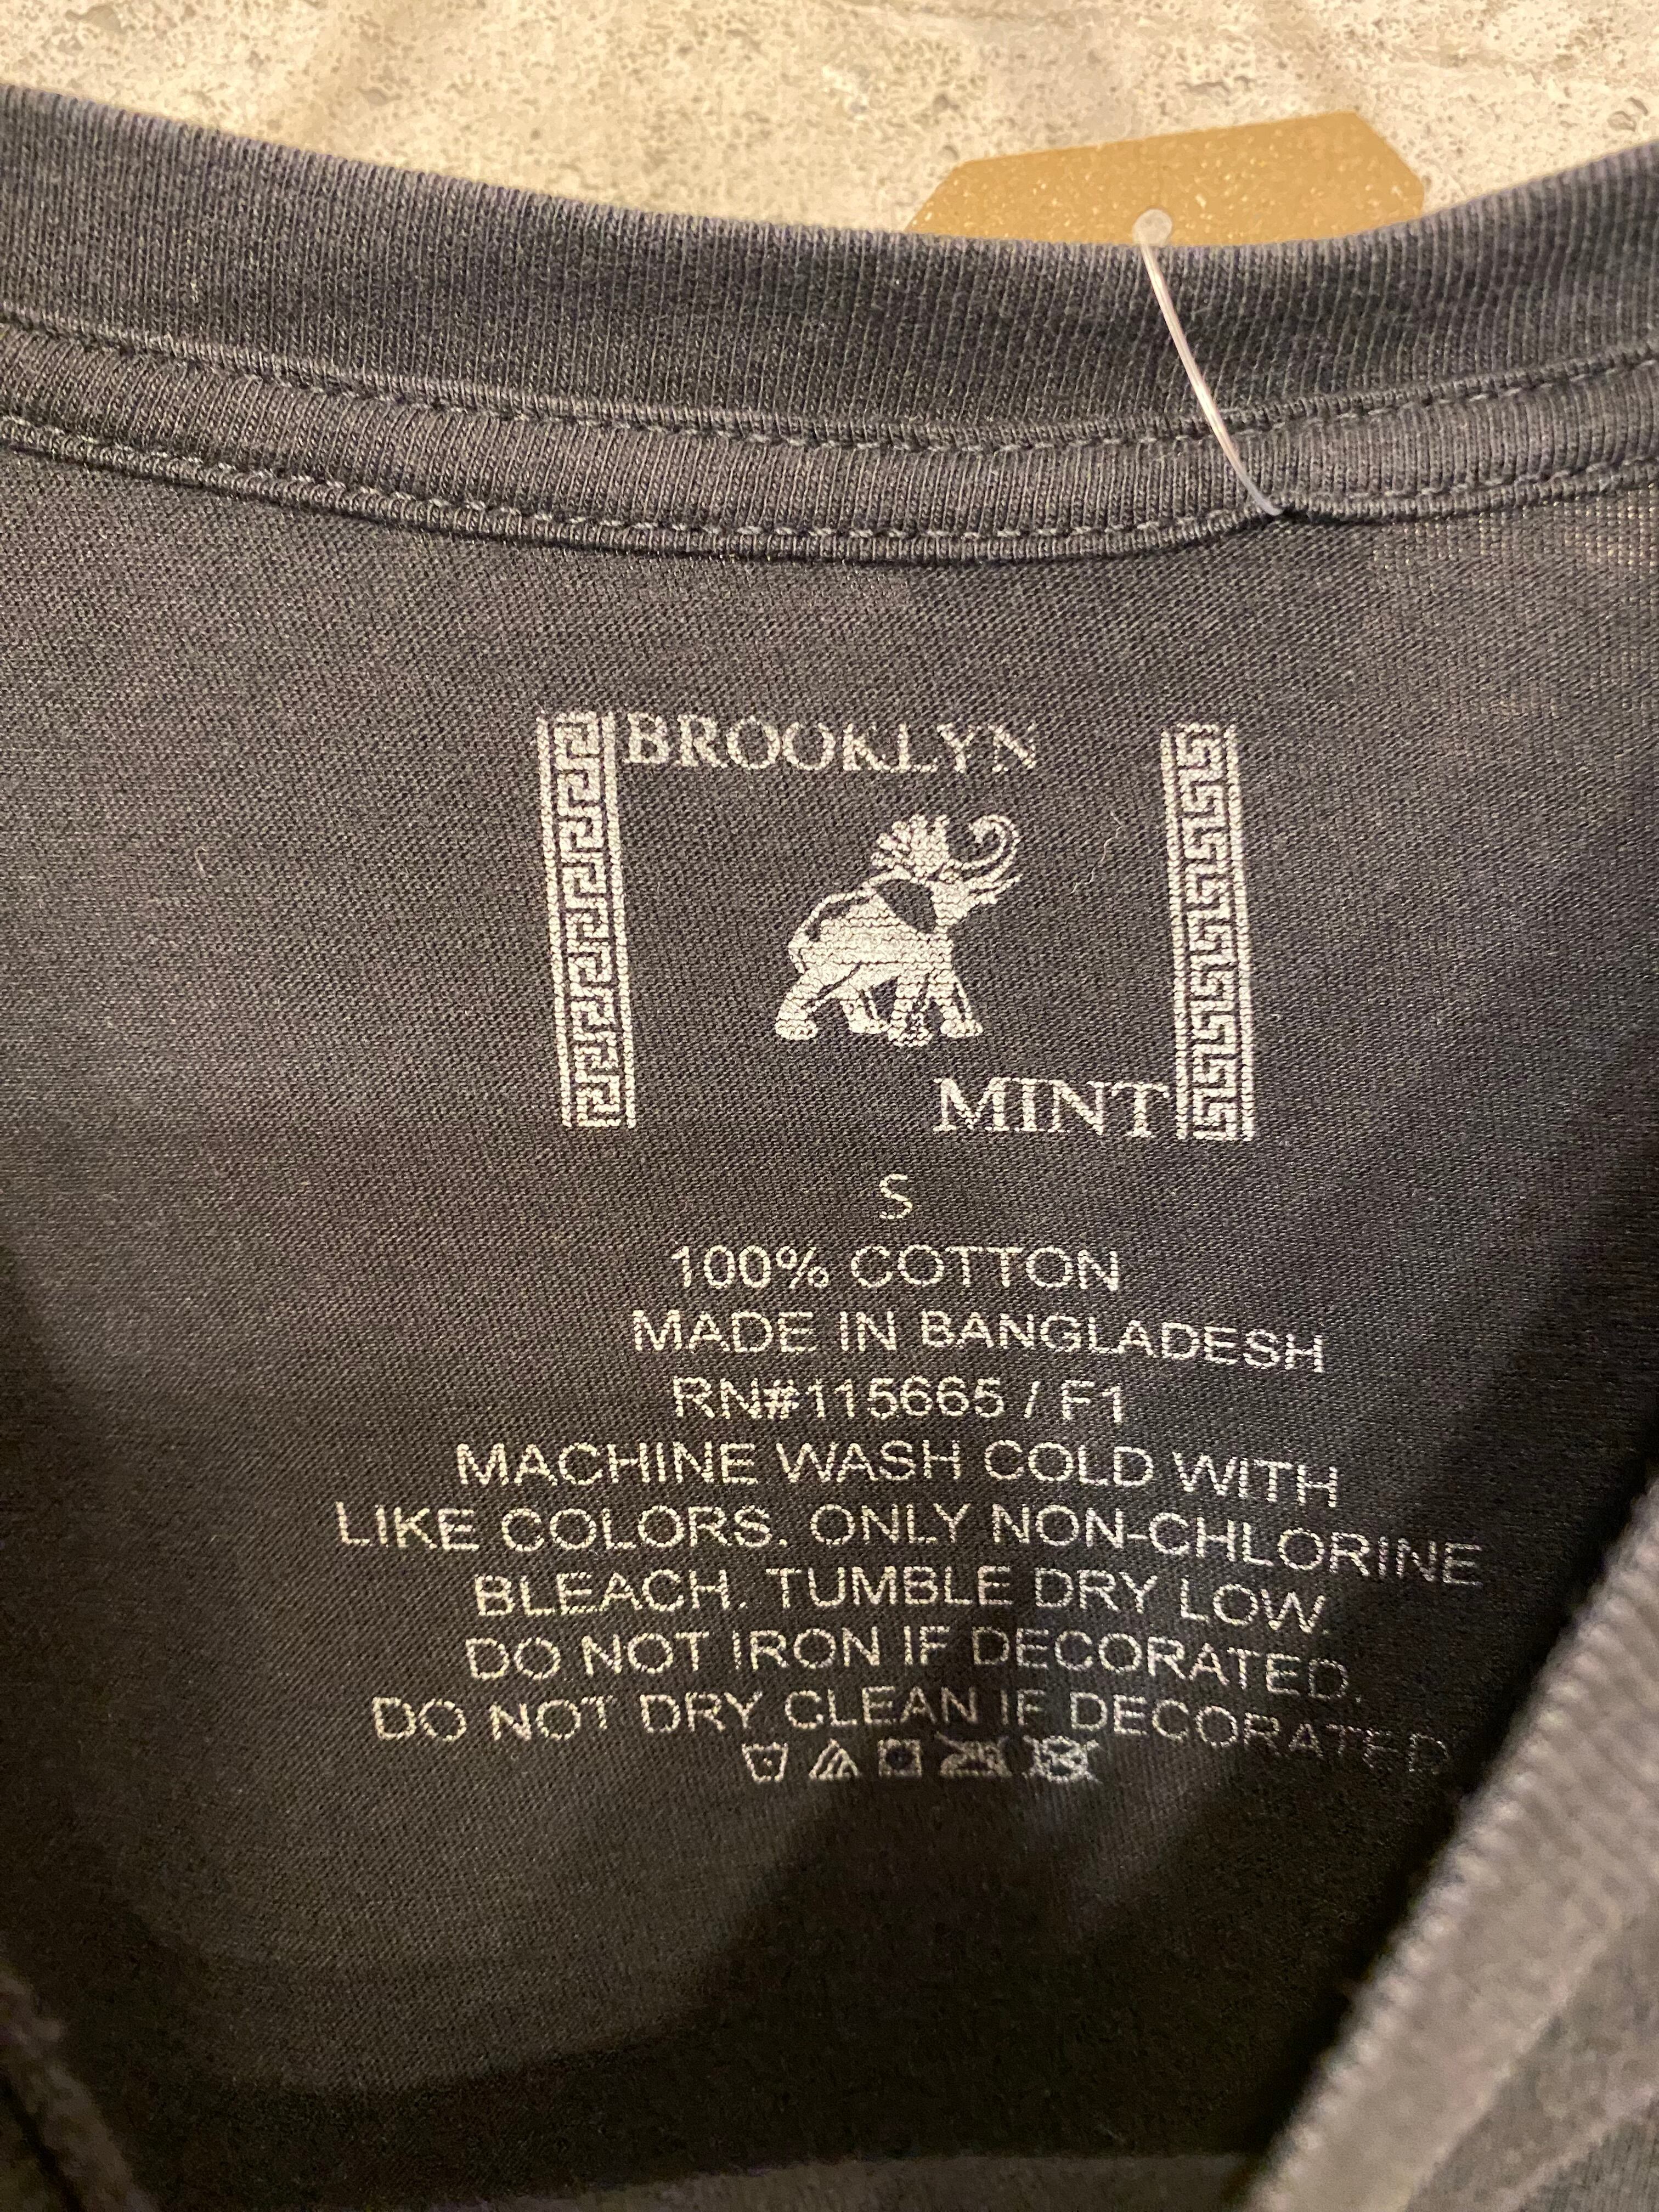 BROOKLYN
MINT
S
100% COTTON
MADE IN BANGLADESH
RN#115665 / F1
MACHINE WASH COLD WITH
LIKE COLORS. ONLY NON-CHLORINE
BLEACH. TUMBLE DRY LOW.
DO NOT IRON IF DECORATED.
DO NOT DRY CLEAN IF DECORATED